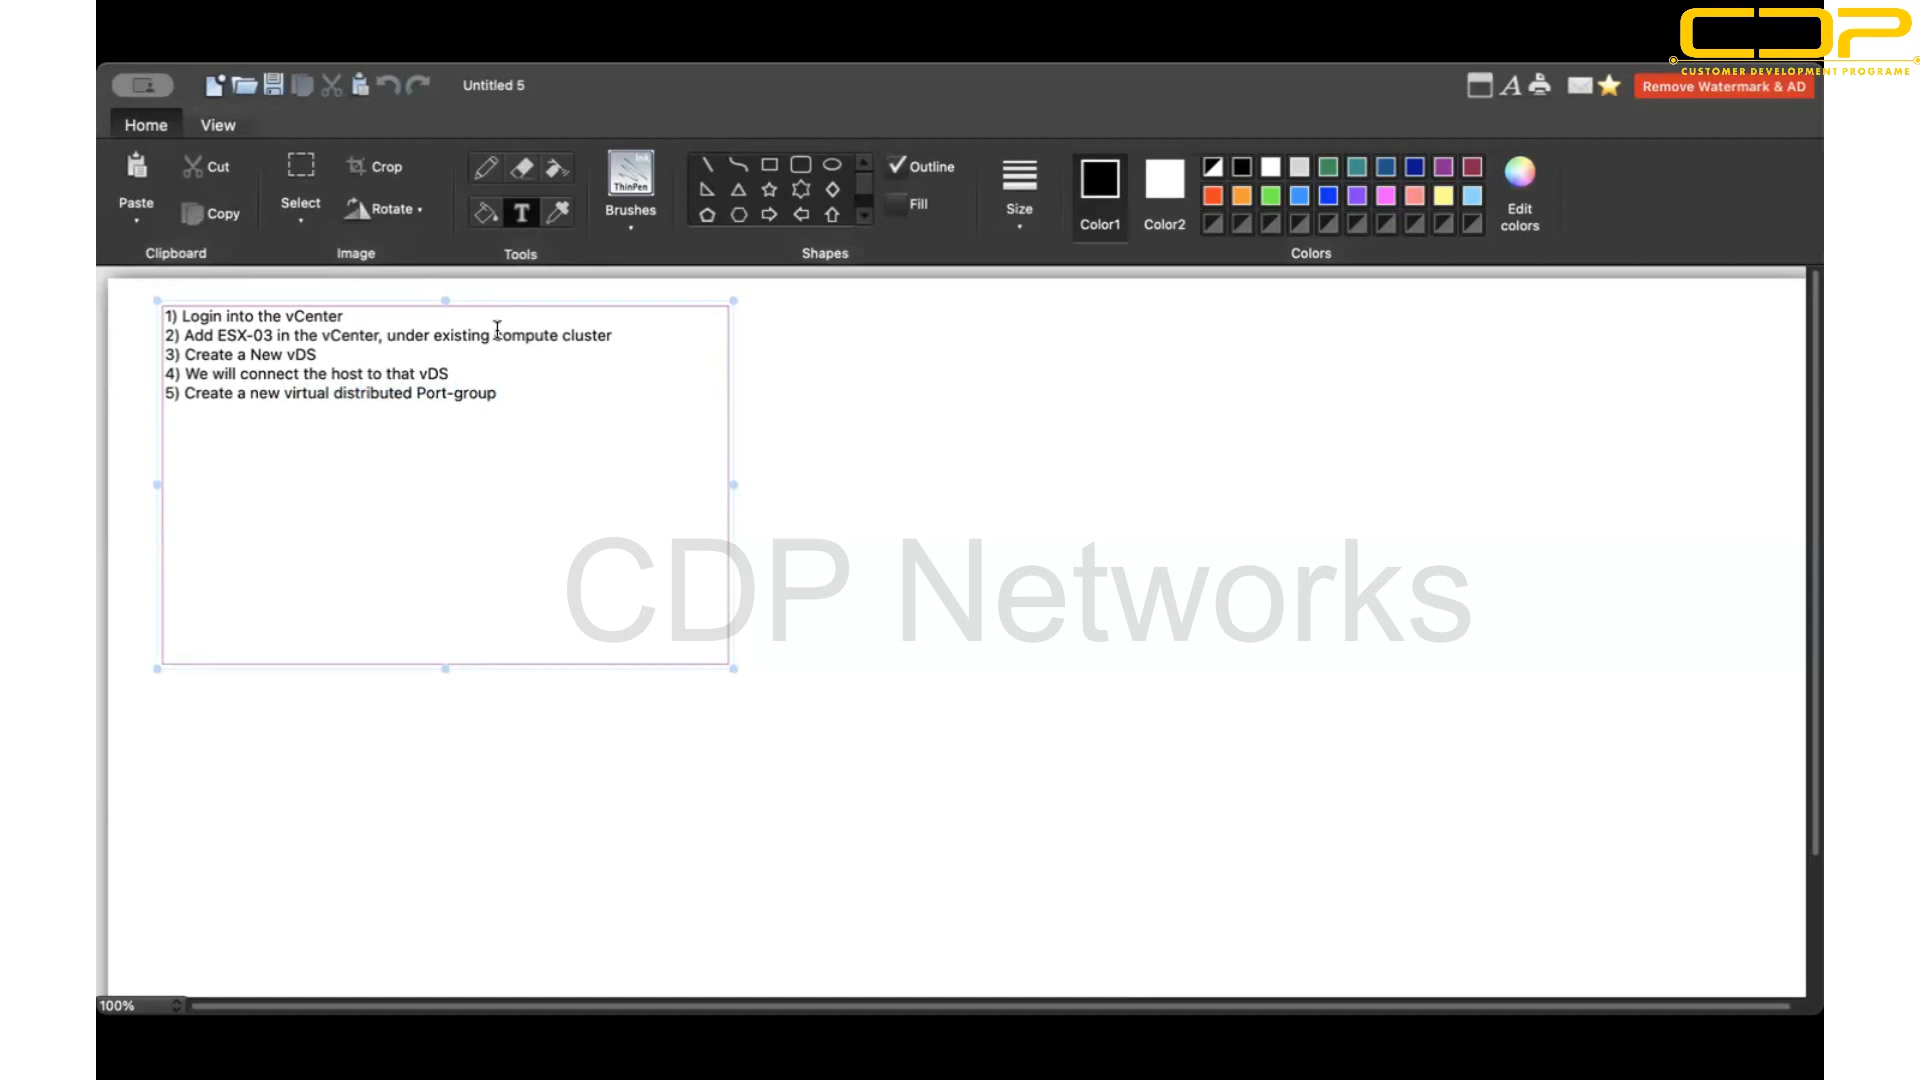 CDP
CUSTOMER DEVELOPMENT PROGRAME
Untitled 5
Remove Watermark & AD
Home
View
Paste
Cut
Copy
Clipboard
Select
Crop
Rotate
Image
Tools
Ink
ThinPen
Brushes
Shapes
Outline
Fill
Size
Color1
Color2
Colors
Edit
colors
1) Login into the vCenter
2) Add ESX-03 in the vCenter, under existing compute cluster
3) Create a New vDS
4) We will connect the host to that vDS
5) Create a new virtual distributed Port-group
CDP Networks
100%